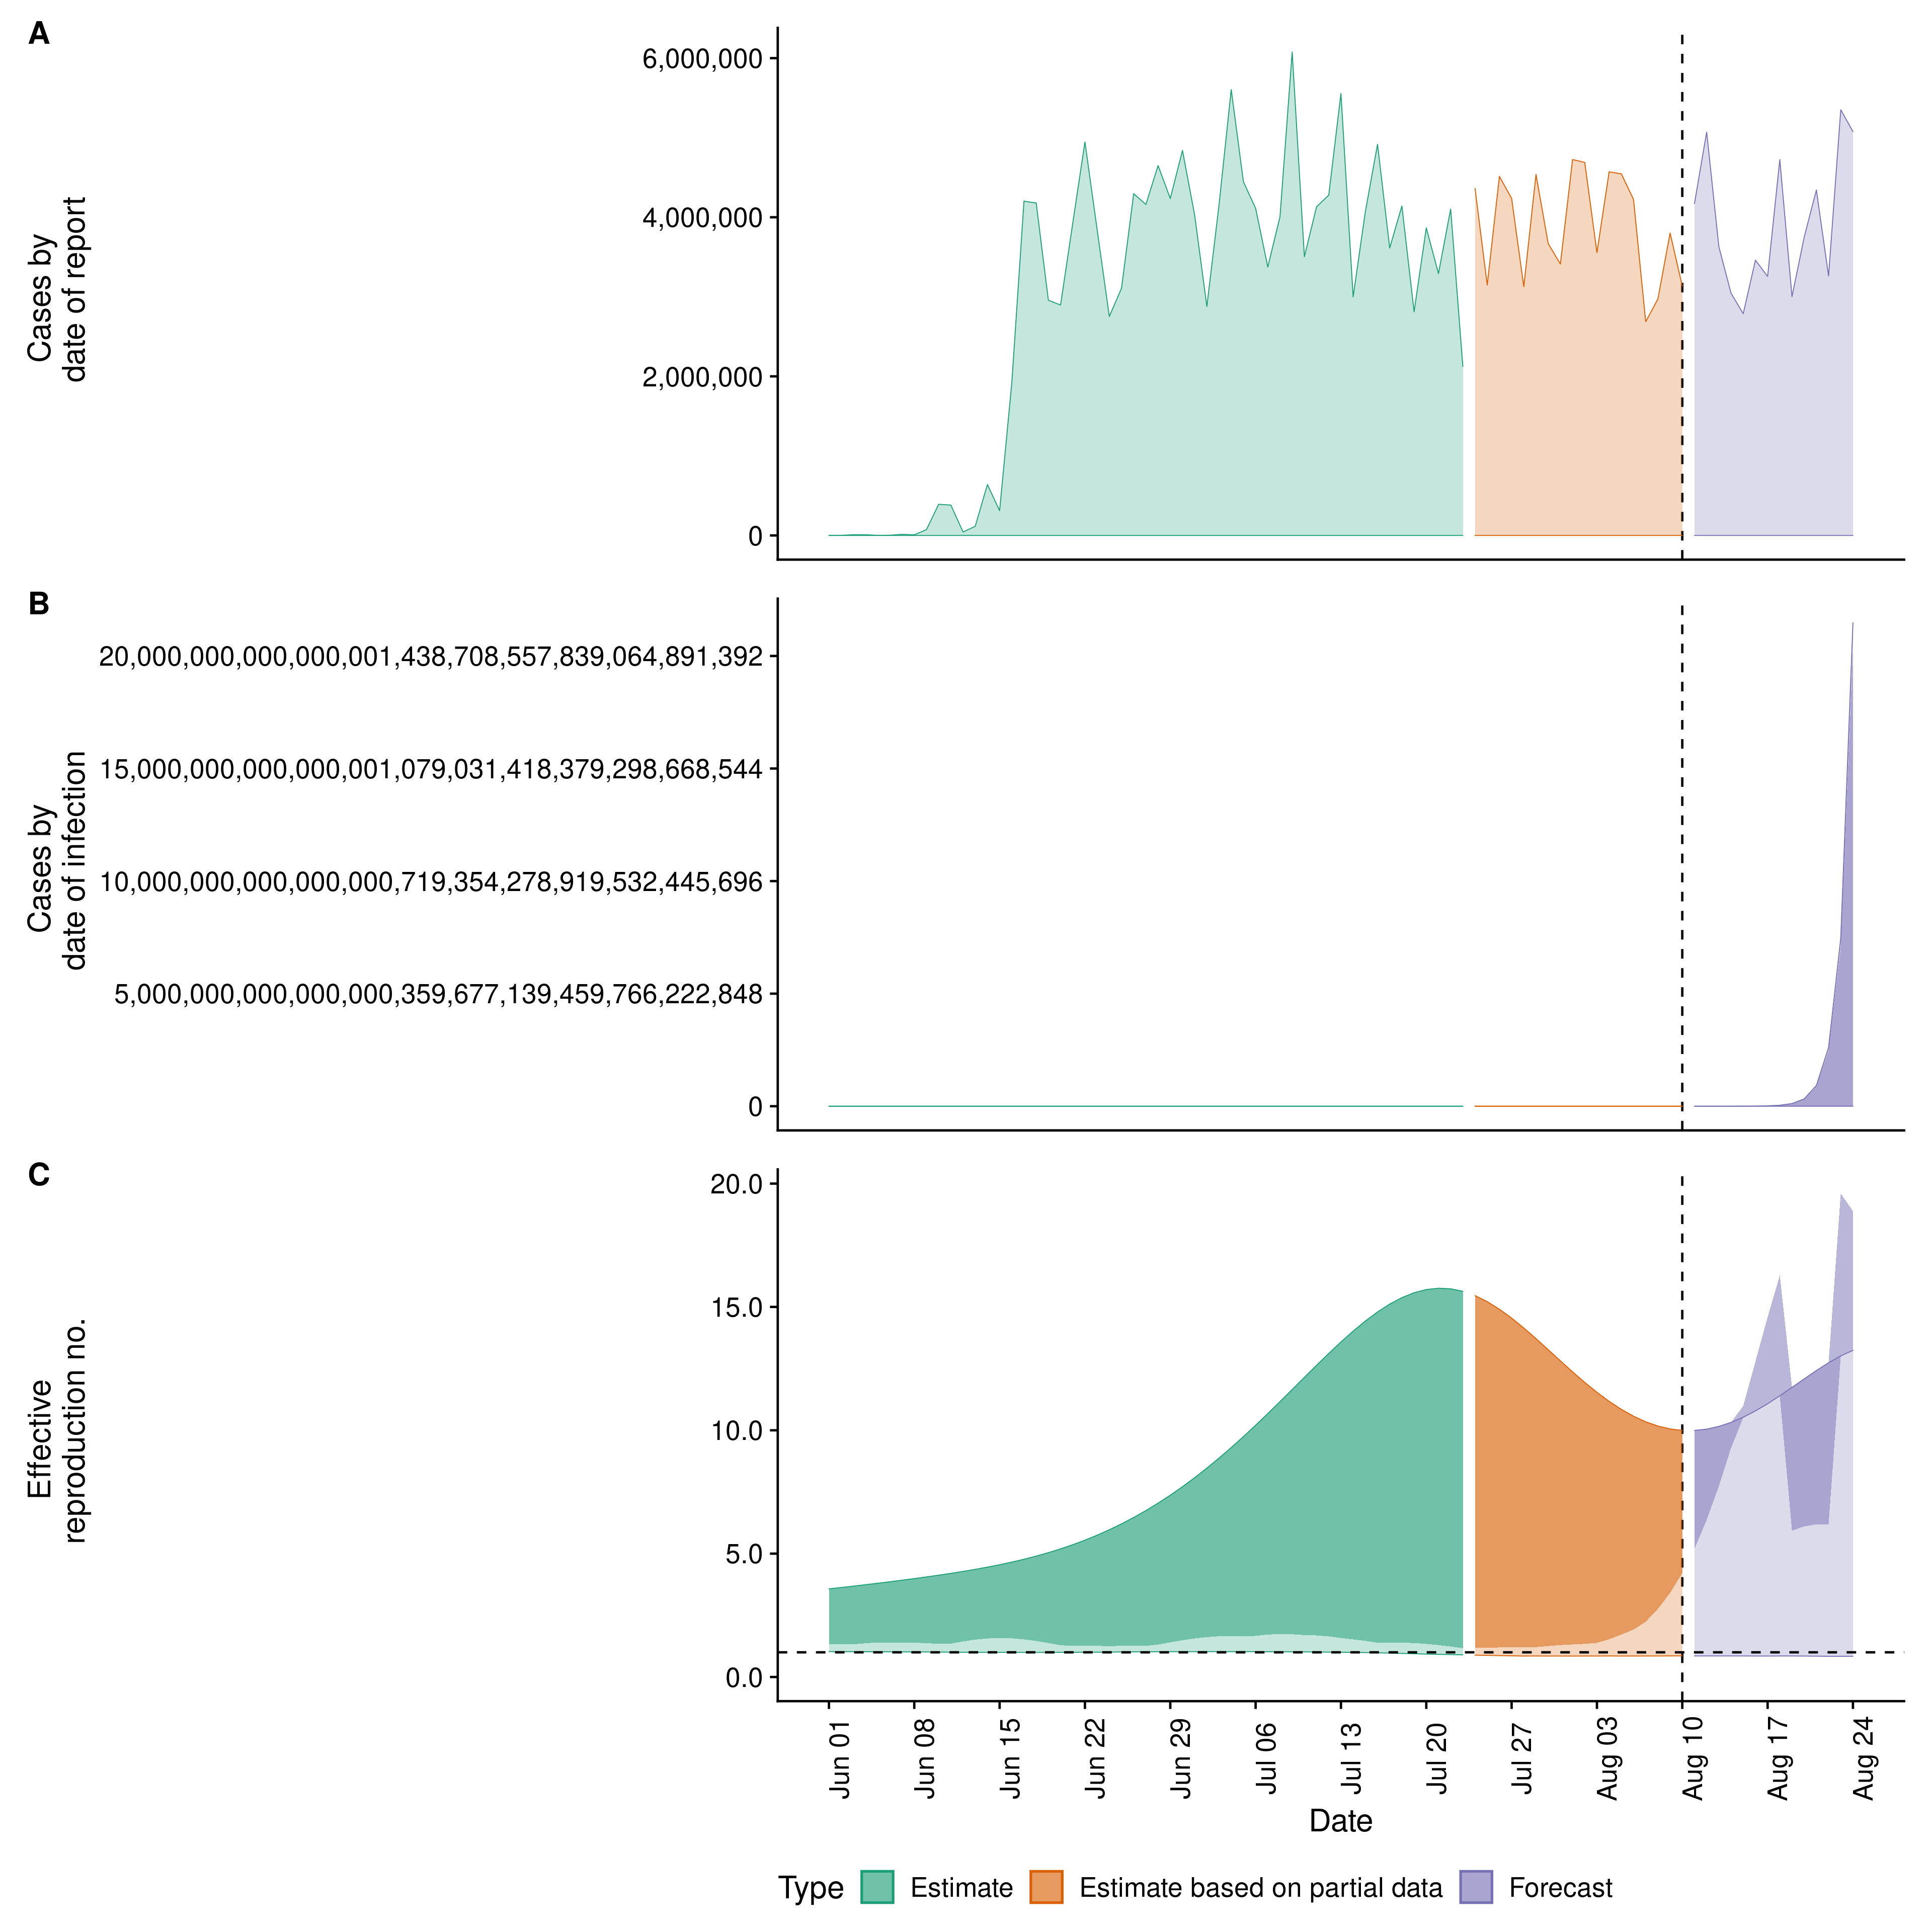 A
Cases by
date of report
6,000,000
4,000,000
2,000,000
0
B
Cases by
date of infection
20,000,000,000,000,001,438,708,557,839,064,891,392
15,000,000,000,000,001,079,031,418,379,298,668,544
10,000,000,000,000,000,719,354,278,919,532,445,696
5,000,000,000,000,000,359,677,139,459,766,222,848
0
C
Effective
reproduction no.
20.0
15.0
10.0
5.0
0.0
Jun 01
Jun 08
Jun 15
Jun 22
Jun 29
Jul 06
Jul 13
Jul 20
Jul 27
Aug 03
Aug 10
Aug 17
Aug 24
Date
Type Estimate Estimate based on partial data Forecast